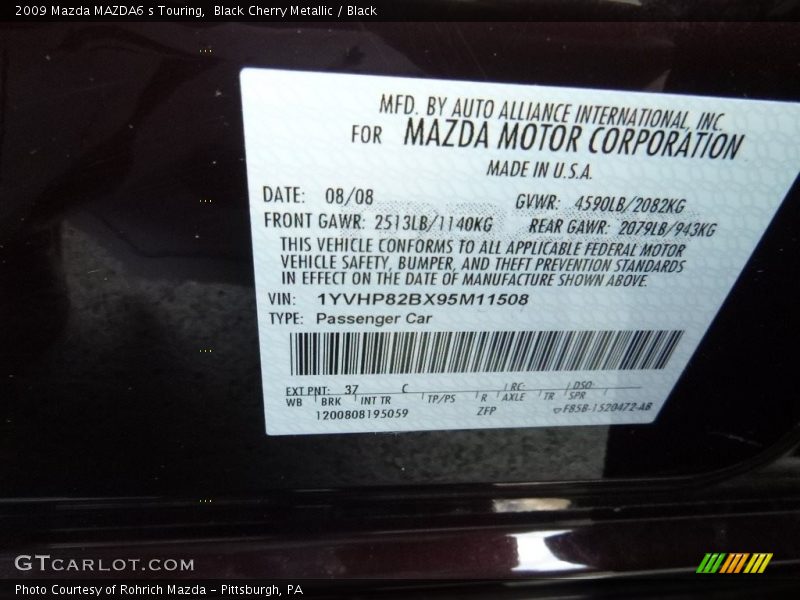 2009 Mazda MAZDA6 s Touring,  Black Cherry Metallic / Black
MFD. BY AUTO ALLIANCE INTERNATIONAL, INC.
FOR MAZDA MOTOR CORPORATION
MADE IN U.S.A.
DATE: 08/08 GVWR: 4590LB/2082KG
FRONT GAWR: 2513LB/1140KG REAR GAWR: 2079LB/943KG
THIS VEHICLE CONFORMS TO ALL APPLICABLE FEDERAL MOTOR
VEHICLE SAFETY, BUMPER, AND THEFT PREVENTION STANDARDS
IN EFFECT ON THE DATE OF MANUFACTURE SHOWN ABOVE.
VIN: 1YVHP82BX95M11508
TYPE: Passenger Car
EXT PNT: 37 C RC: DSO:
WB BRK INT TR TP/PS R AXLE TR SPR
1200808195059 ZFP F85B-1520472-AB
GTCARLOT.COM
Photo Courtesy of Rohrich Mazda - Pittsburgh, PA